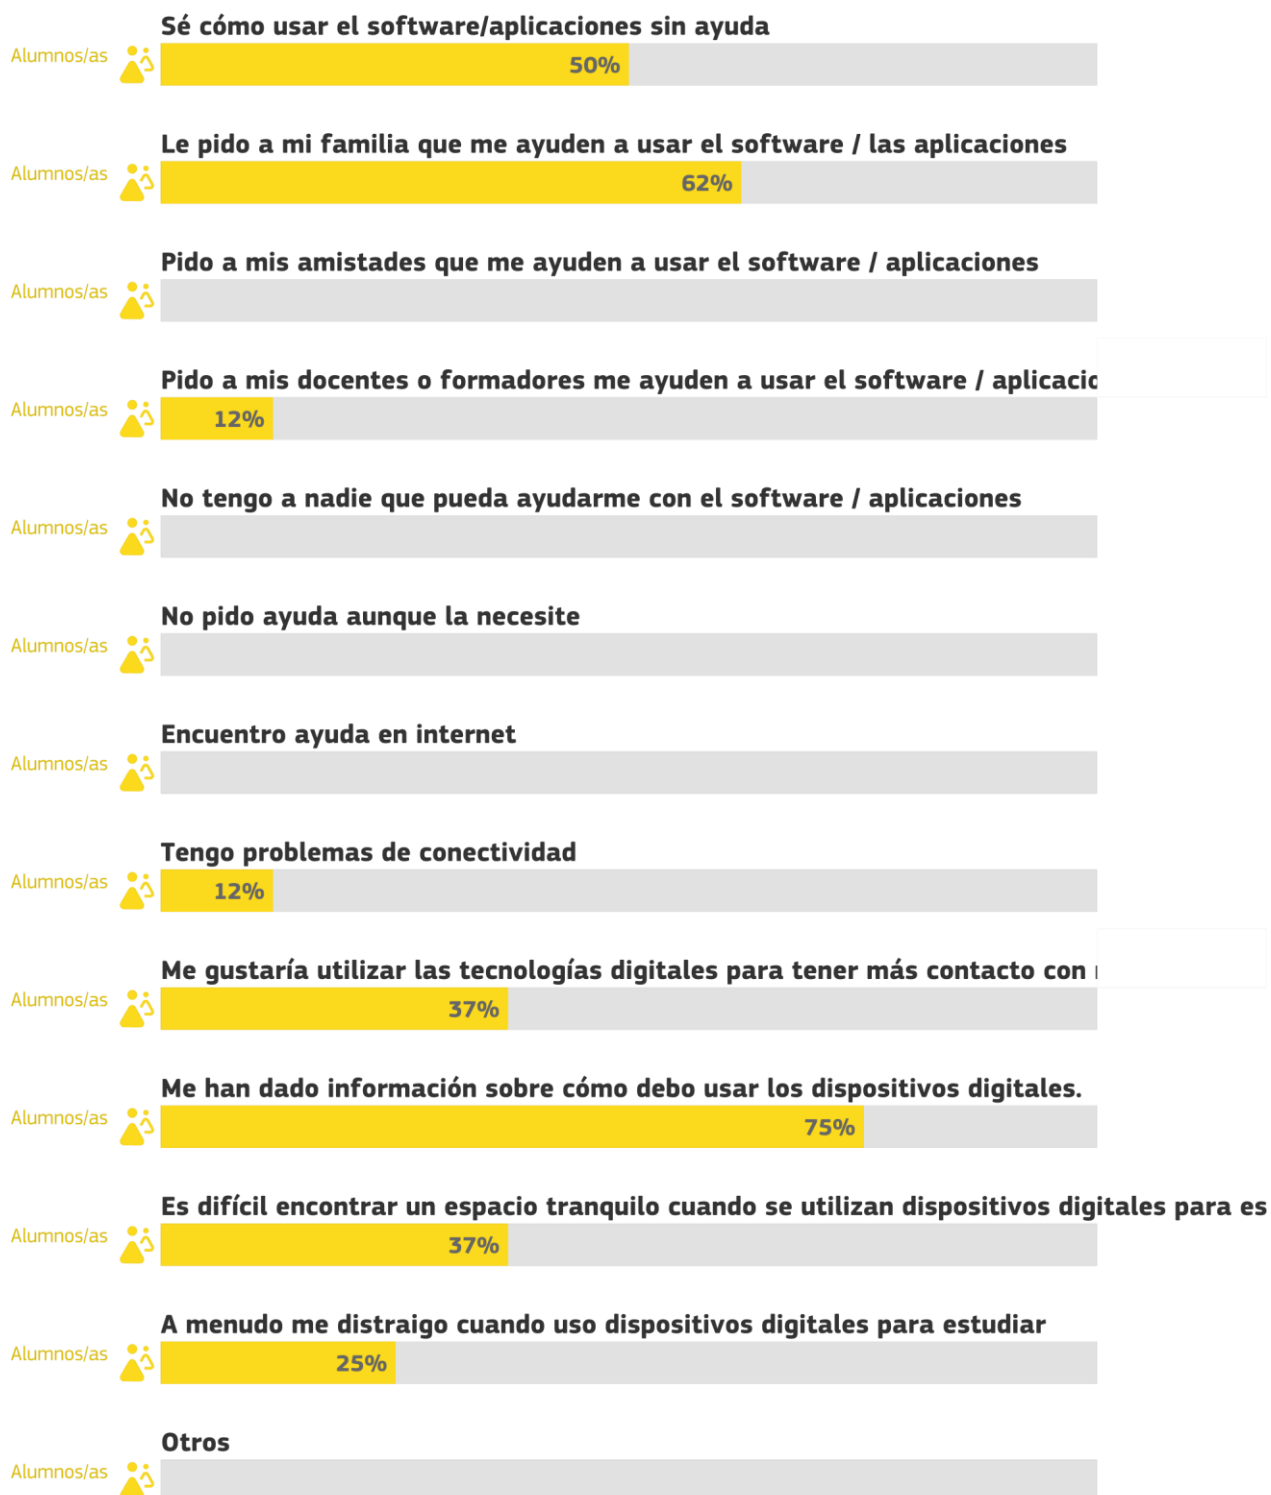 Sé cómo usar el software/aplicaciones sin ayuda
Alumnos/as
50%
Le pido a mi familia que me ayuden a usar el software / las aplicaciones
Alumnos/as
62%
Pido a mis amistades que me ayuden a usar el software / aplicaciones
Alumnos/as
Pido a mis docentes o formadores me ayuden a usar el software / aplicacio
Alumnos/as
12%
No tengo a nadie que pueda ayudarme con el software / aplicaciones
Alumnos/as
No pido ayuda aunque la necesite
Alumnos/as
Encuentro ayuda en internet
Alumnos/as
Tengo problemas de conectividad
Alumnos/as
12%
Me gustaría utilizar las tecnologías digitales para tener más contacto con
Alumnos/as
37%
Me han dado información sobre cómo debo usar los dispositivos digitales.
Alumnos/as
75%
Es difícil encontrar un espacio tranquilo cuando se utilizan dispositivos digitales para es
Alumnos/as
37%
A menudo me distraigo cuando uso dispositivos digitales para estudiar
Alumnos/as
25%
Otros
Alumnos/as